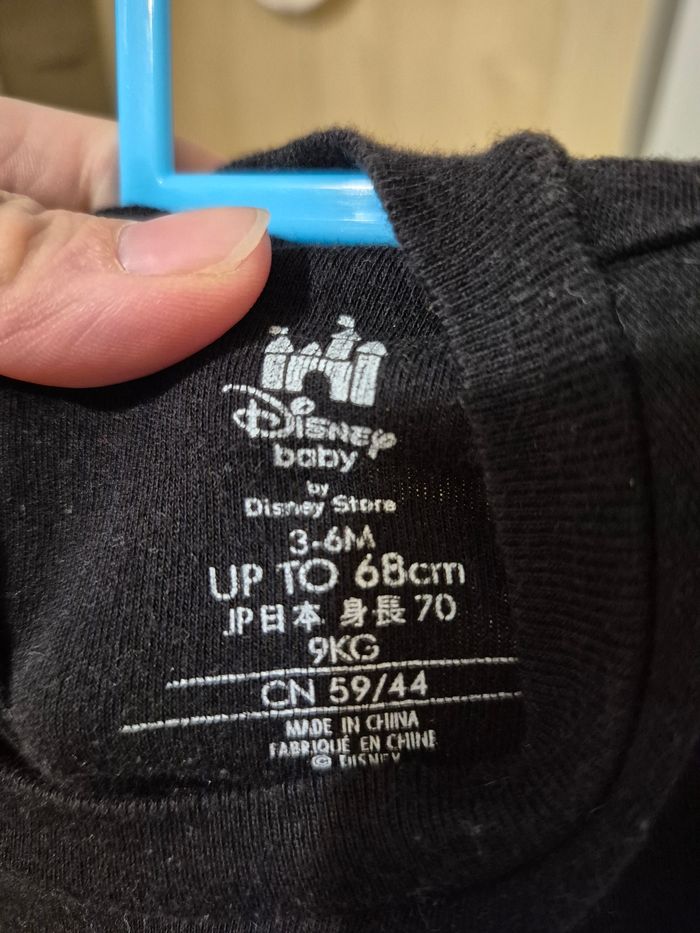 Disney
baby
by
Disney Store
3-6M
UP TO 68cm
JP日本 身長 70
9KG
CN 59/44
MADE IN CHINA
FABRIQUÉ EN CHINE
© DISNEY